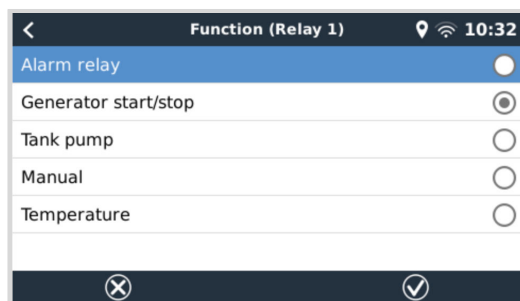 Function (Relay 1) 10:32
Alarm relay
Generator start/stop
Tank pump
Manual
Temperature